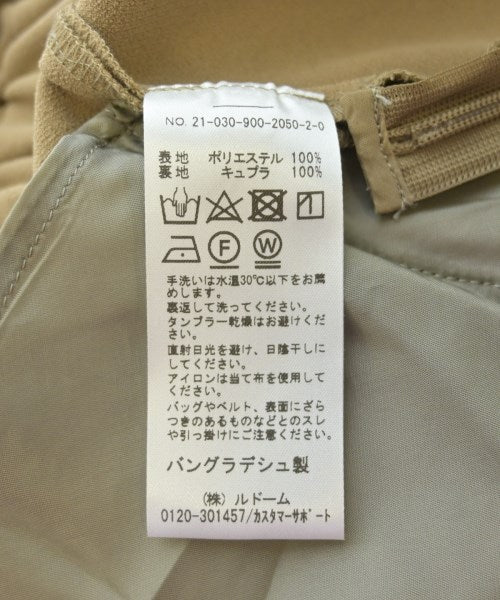 NO. 21-030-900-2050-2-0
表地 ポリエステル 100%
裏地 キュプラ 100%
F
W
手洗いは水温30℃以下をお薦
めします。
裏返して洗ってください。
タンブラー乾燥はお避けくだ
さい。
直射日光を避け、日陰干しに
してください。
アイロンは当て布を使用して
ください。
バッグやベルト、表面にざら
つきのあるものなどとのスレ
や引っ掛けにご注意ください。
バングラデシュ製
(株) ルドーム
0120-301457/カスタマーサポート